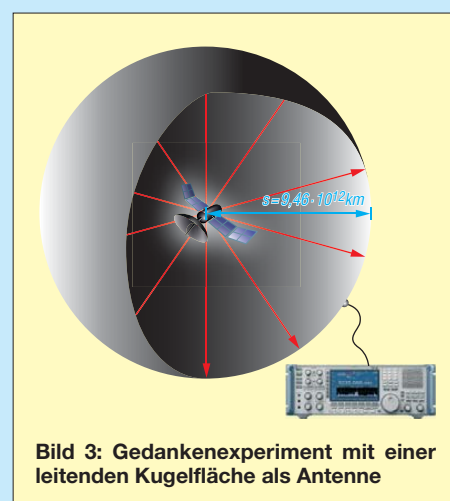 s=9,46·10¹²km
Bild 3: Gedankenexperiment mit einer
leitenden Kugelfläche als Antenne